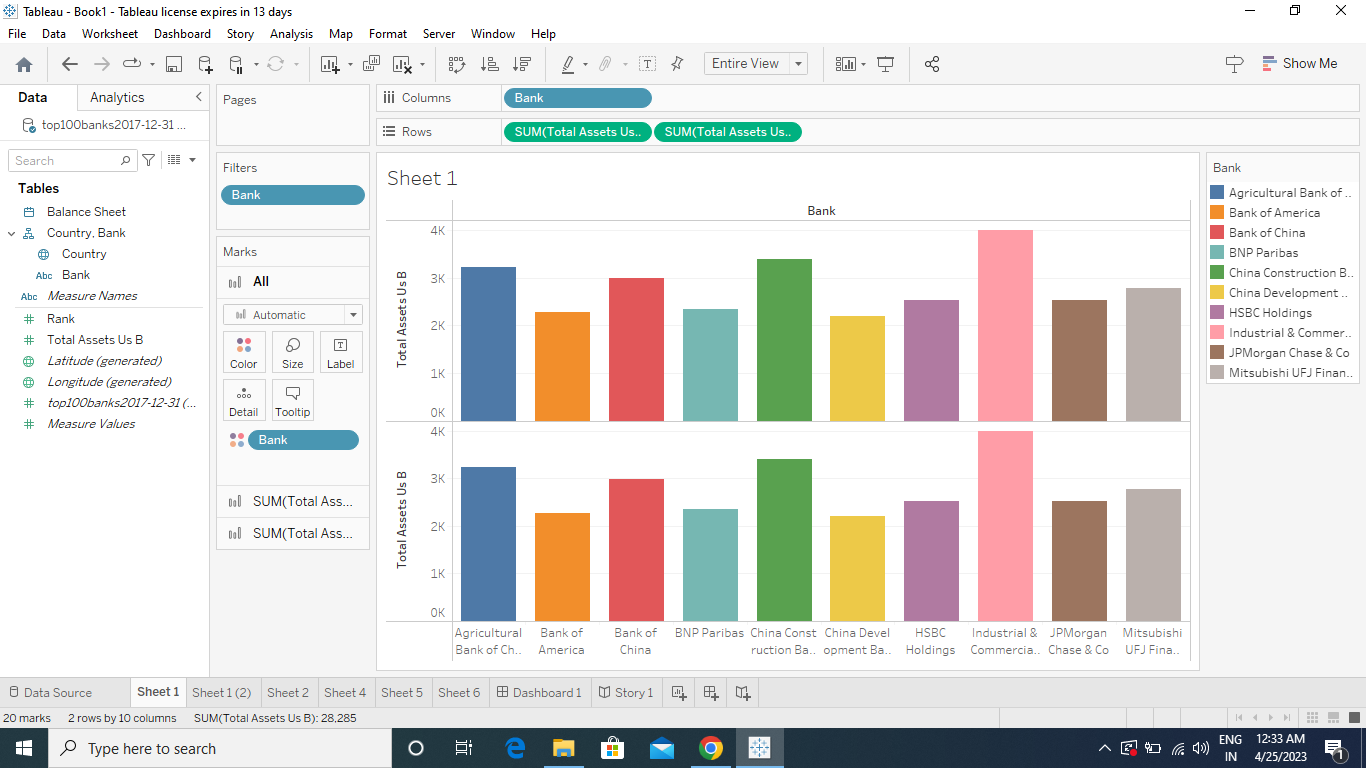 Tableau - Book1 - Tableau license expires in 13 days
File Data Worksheet Dashboard Story Analysis Map Format Server Window Help
Entire View
Show Me
Data Analytics
top100banks2017-12-31 ...
Search
Tables
Balance Sheet
Country, Bank
Country
Abc Bank
Abc Measure Names
Rank
Total Assets Us B
Latitude (generated)
Longitude (generated)
top100banks2017-12-31 (...
Measure Values
Pages
Filters
Bank
Marks
All
Automatic
Color Size Label
Detail Tooltip
Bank
SUM(Total Ass...
SUM(Total Ass...
Columns Bank
Rows SUM(Total Assets Us.. SUM(Total Assets Us..
Sheet 1
Bank
Total Assets Us B
4K
3K
2K
1K
0K
Total Assets Us B
4K
3K
2K
1K
0K
Agricultural Bank of Ch..
Bank of America
Bank of China
BNP Paribas
China Const ruction Ba..
China Devel opment Ba..
HSBC Holdings
Industrial & Commercia..
JPMorgan Chase & Co
Mitsubishi UFJ Fina..
Bank
Agricultural Bank of ..
Bank of America
Bank of China
BNP Paribas
China Construction B..
China Development ..
HSBC Holdings
Industrial & Commer..
JPMorgan Chase & Co
Mitsubishi UFJ Finan..
Data Source Sheet 1 Sheet 1 (2) Sheet 2 Sheet 4 Sheet 5 Sheet 6 Dashboard 1 Story 1
20 marks 2 rows by 10 columns SUM(Total Assets Us B): 28,285
Type here to search
ENG
IN
12:33 AM
4/25/2023
1